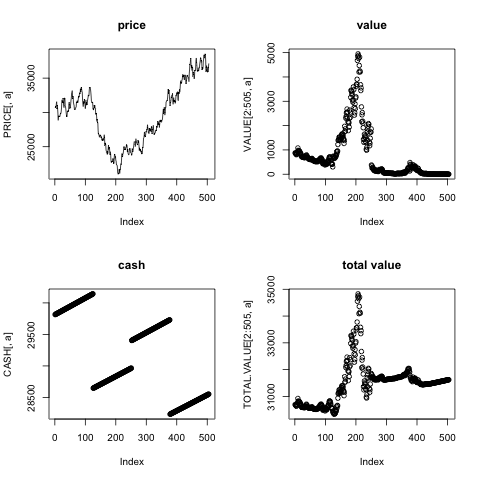 price
PRICE[, a]
25000
35000
0
100
200
300
400
500
Index
value
VALUE[2:505, a]
0
1000
3000
5000
0
100
200
300
400
500
Index
cash
CASH[, a]
28500
29500
0
100
200
300
400
500
Index
total value
TOTAL.VALUE[2:505, a]
31000
33000
35000
0
100
200
300
400
500
Index